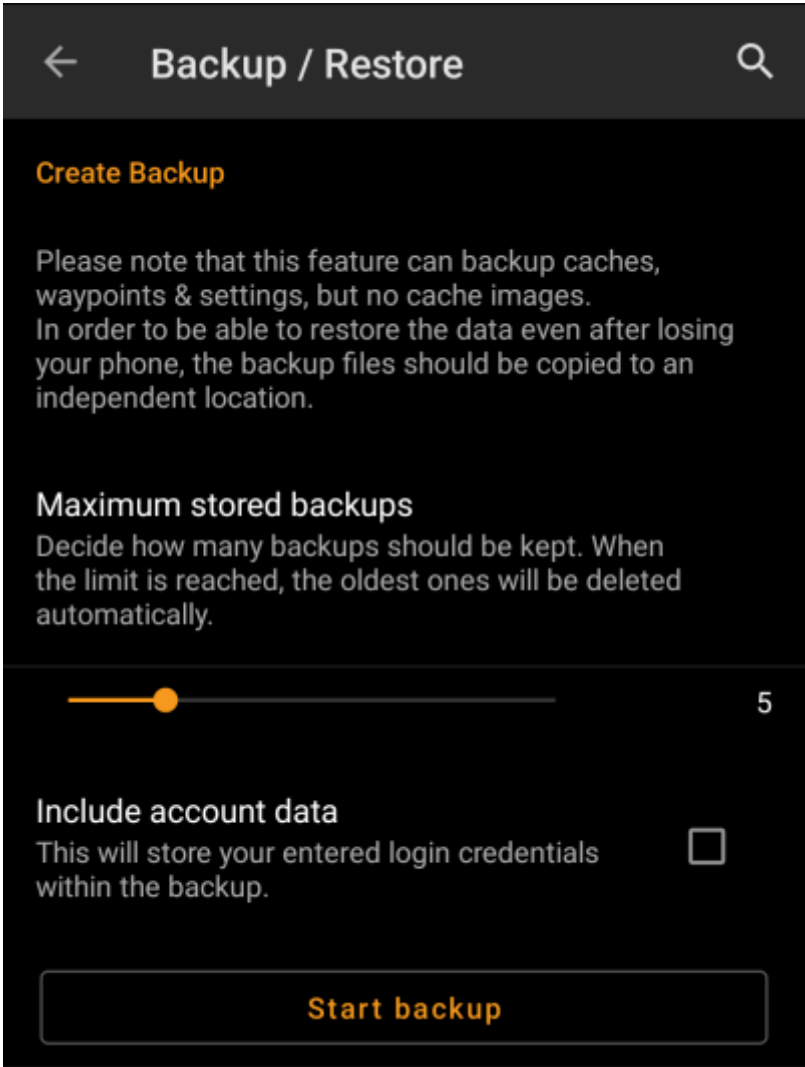 Backup / Restore
Create Backup
Please note that this feature can backup caches,
waypoints & settings, but no cache images.
In order to be able to restore the data even after losing
your phone, the backup files should be copied to an
independent location.
Maximum stored backups
Decide how many backups should be kept. When
the limit is reached, the oldest ones will be deleted
automatically.
5
Include account data
This will store your entered login credentials
within the backup.
Start backup